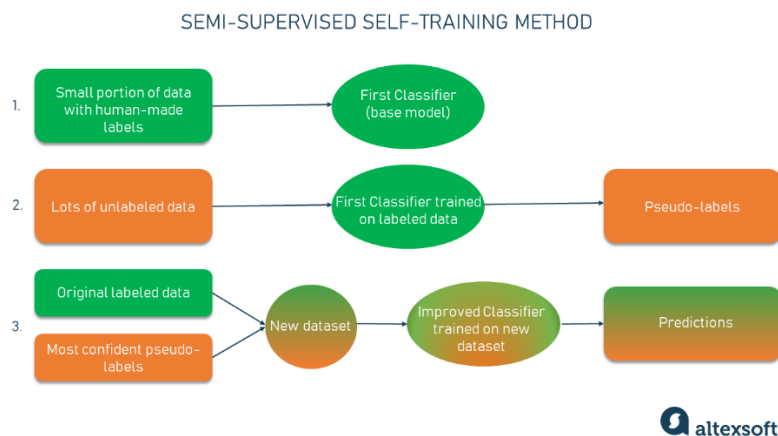 SEMI-SUPERVISED SELF-TRAINING METHOD
1.
Small portion of data
with human-made
labels
First Classifier
(base model)
2.
Lots of unlabeled data
First Classifier trained
on labeled data
Pseudo-labels
3.
Original labeled data
Most confident pseudo-
labels
New dataset
Improved Classifier
trained on new
dataset
Predictions
altexsoft